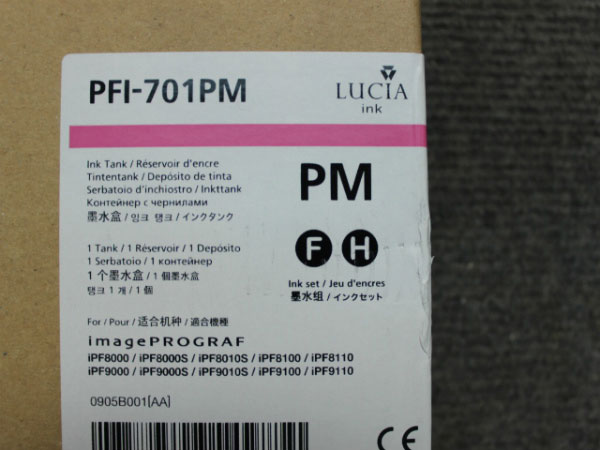 PFI-701PM
LUCIA
ink
Ink Tank / Réservoir d'encre
Tintentank / Depósito de tinta
Serbatoio d'inchiostro / Inkttank
Контейнер с чернилами
墨水盒 / 잉크 탱크 / インクタンク
PM
F H
Ink set / Jeu d'encres
墨水组 / インクセット
1 Tank / 1 Réservoir / 1 Depósito
1 Serbatoio / 1 контейнер
1 个墨水盒 / 1 個墨水盒
탱크 1 개 / 1 個
For / Pour / 适合机种 / 適合機種
imagePROGRAF
iPF8000 / iPF8000S / iPF8010S / iPF8100 / iPF8110
iPF9000 / iPF9000S / iPF9010S / iPF9100 / iPF9110
0905B001[AA]
CE